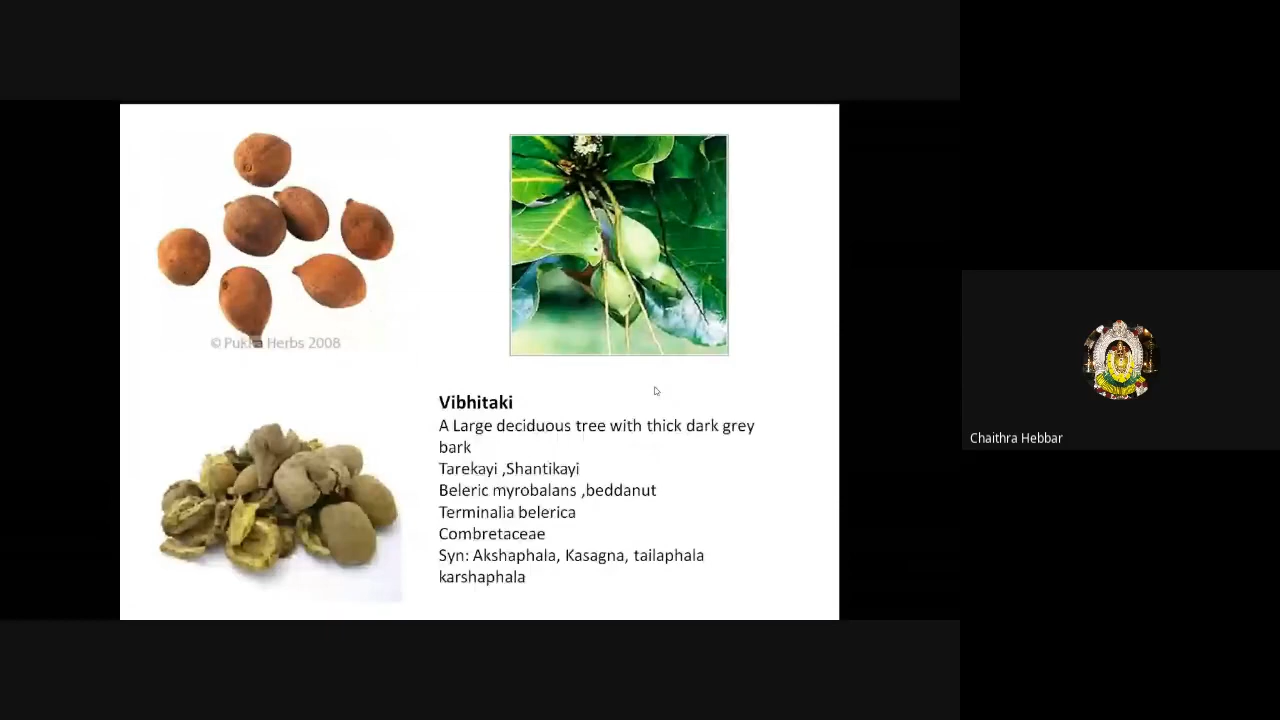 © Pukka Herbs 2008
Vibhitaki
A Large deciduous tree with thick dark grey
bark
Tarekayi ,Shantikayi
Beleric myrobalans ,beddanut
Terminalia belerica
Combretaceae
Syn: Akshaphala, Kasagna, tailaphala
karshaphala
Chaithra Hebbar